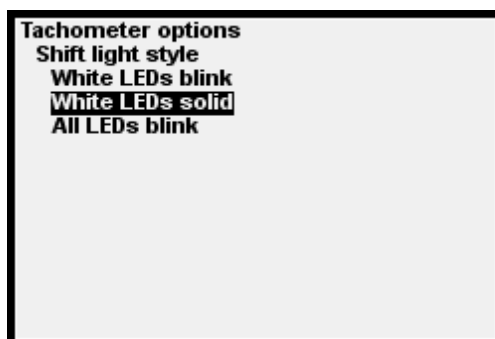 Tachometer options
Shift light style
White LEDs blink
White LEDs solid
All LEDs blink